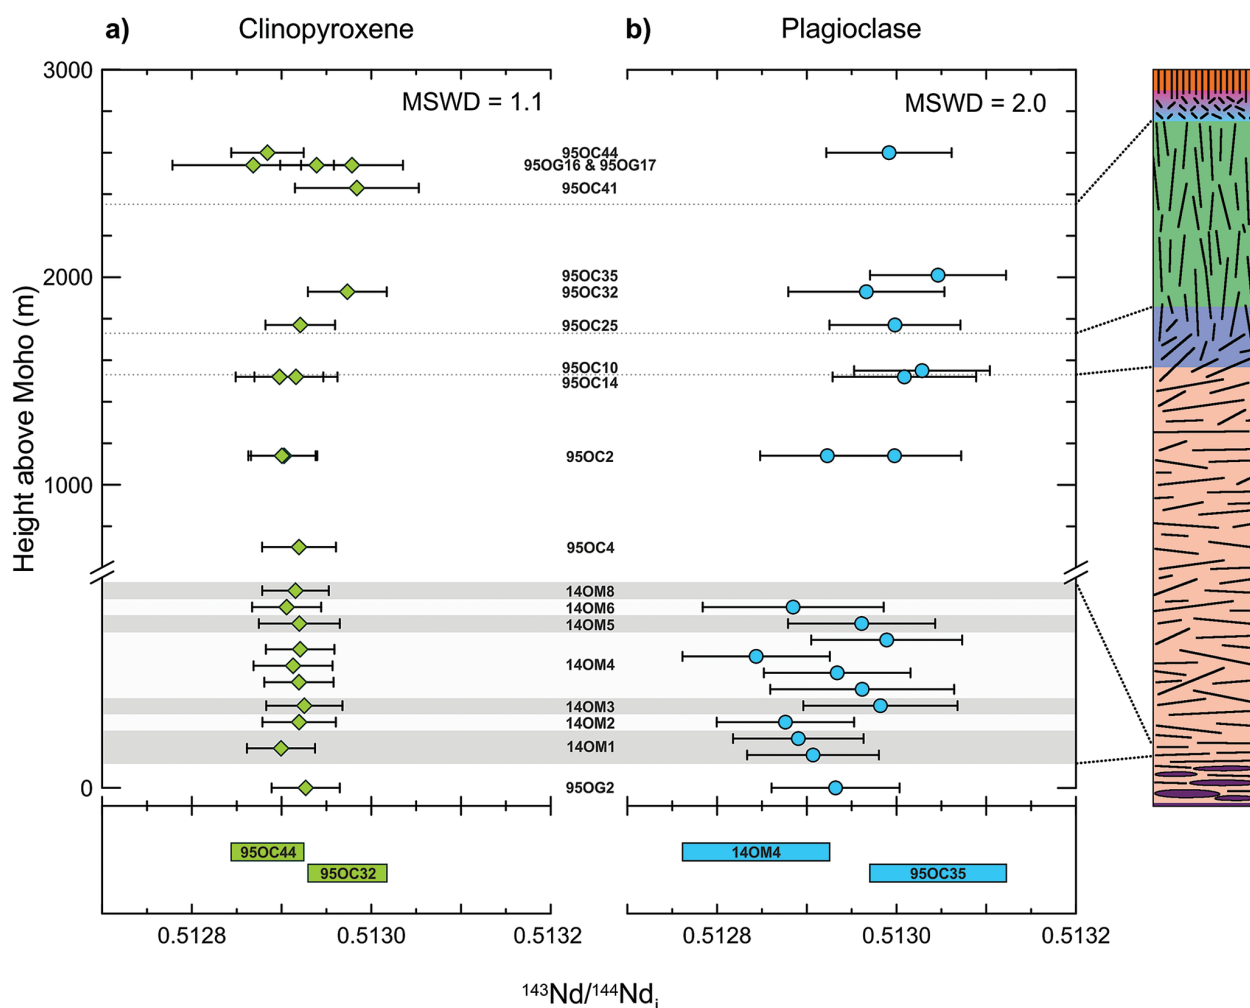 a) Clinopyroxene
b) Plagioclase
3000
MSWD = 1.1
MSWD = 2.0
95OC44
95OG16 & 95OG17
95OC41
2000
95OC35
95OC32
95OC25
95OC10
95OC14
Height above Moho (m)
95OC2
1000
95OC4
14OM8
14OM6
14OM5
14OM4
14OM3
14OM2
14OM1
0
95OG2
95OC44
95OC32
14OM4
95OC35
0.5128 0.5130 0.5132
0.5128 0.5130 0.5132
¹⁴³Nd/¹⁴⁴Ndᵢ